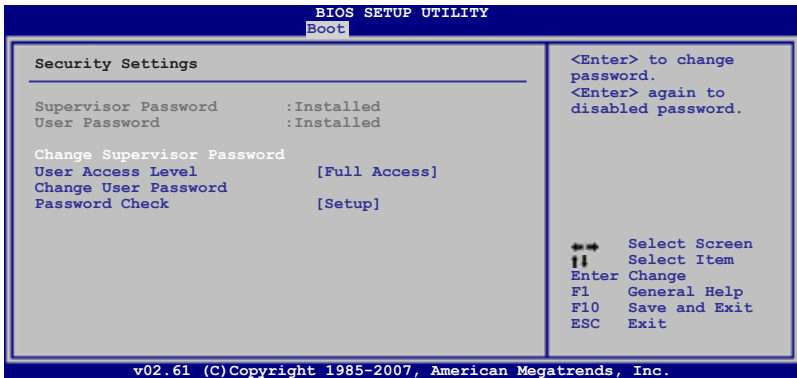 BIOS SETUP UTILITY
Boot
Security Settings
Supervisor Password :Installed
User Password :Installed
Change Supervisor Password
User Access Level [Full Access]
Change User Password
Password Check [Setup]
<Enter> to change
password.
<Enter> again to
disabled password.
Select Screen
Select Item
Enter Change
F1 General Help
F10 Save and Exit
ESC Exit
v02.61 (C)Copyright 1985-2007, American Megatrends, Inc.